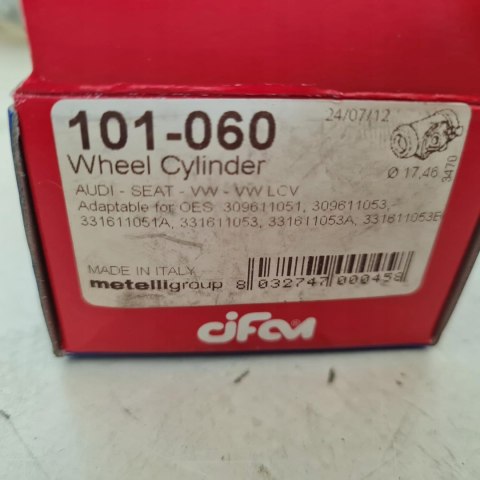 24/07/12
101-060
Wheel Cylinder
Ø 17,46
3470
AUDI - SEAT - VW - VW LCV
Adaptable for OES 309611051, 309611053,
331611051A, 331611053, 331611053A, 331611053B
MADE IN ITALY
metelligroup 8 032747 000458
cifam